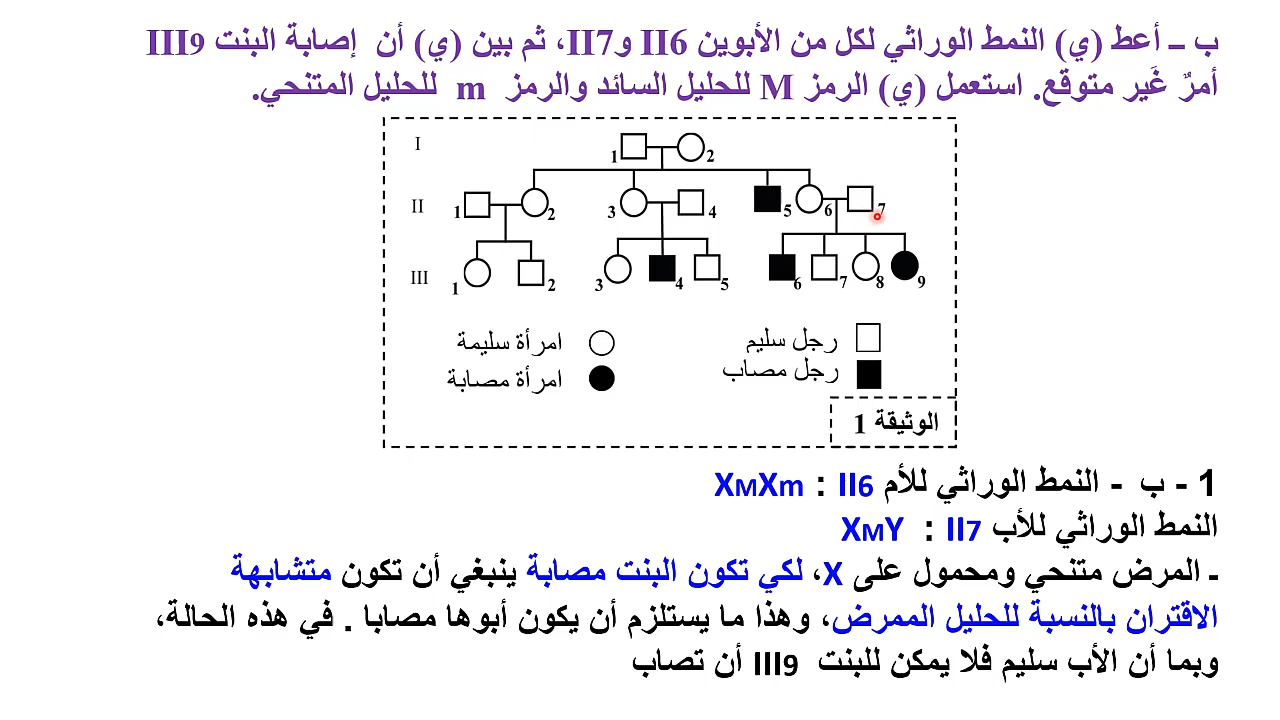 ب – أعط (ي) النمط الوراثي لكل من الأبوين II6 وII7، ثم بين (ي) أن إصابة البنت III9
أمرٌ غَير متوقع. استعمل (ي) الرمز M للحليل السائد والرمز m للحليل المتنحي.
I 1 2
II 1 2 3 4 5 6 7
III 1 2 3 4 5 6 7 8 9
رجل سليم امرأة سليمة
رجل مصاب امرأة مصابة
الوثيقة 1
1 - ب - النمط الوراثي للأم II6 : XMXm
النمط الوراثي للأب II7 : XMY
ـ المرض متنحي ومحمول على X، لكي تكون البنت مصابة ينبغي أن تكون متشابهة
الاقتران بالنسبة للحليل الممرض، وهذا ما يستلزم أن يكون أبوها مصابا . في هذه الحالة،
وبما أن الأب سليم فلا يمكن للبنت III9 أن تصاب